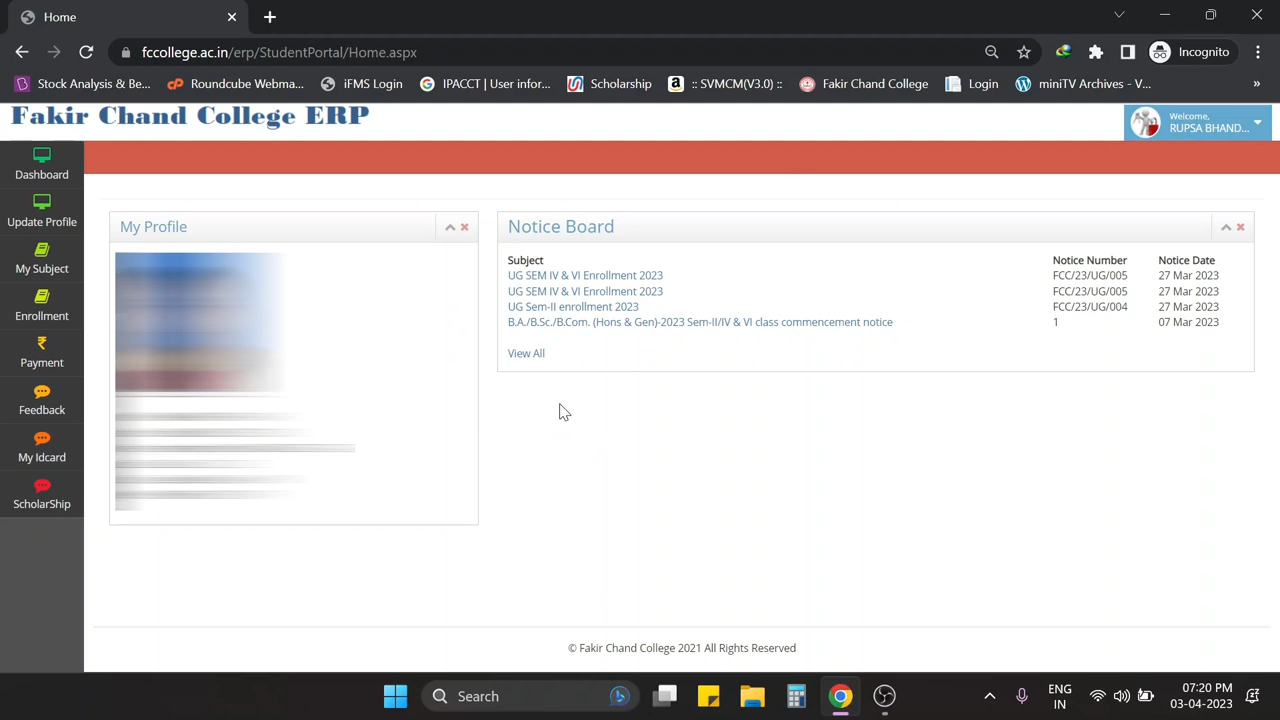 Home
fccollege.ac.in/erp/StudentPortal/Home.aspx
Incognito
Stock Analysis & Be...
Roundcube Webma...
iFMS Login
IPACCT | User infor...
Scholarship
:: SVMCM(V3.0) ::
Fakir Chand College
Login
miniTV Archives - V...
»
Fakir Chand College ERP
Welcome,
RUPSA BHAND...
Dashboard
Update Profile
My Subject
Enrollment
Payment
Feedback
My Idcard
ScholarShip
My Profile
Notice Board
Subject Notice Number Notice Date
UG SEM IV & VI Enrollment 2023 FCC/23/UG/005 27 Mar 2023
UG SEM IV & VI Enrollment 2023 FCC/23/UG/005 27 Mar 2023
UG Sem-II enrollment 2023 FCC/23/UG/004 27 Mar 2023
B.A./B.Sc./B.Com. (Hons & Gen)-2023 Sem-II/IV & VI class commencement notice 1 07 Mar 2023
View All
© Fakir Chand College 2021 All Rights Reserved
Search
ENG
IN
07:20 PM
03-04-2023